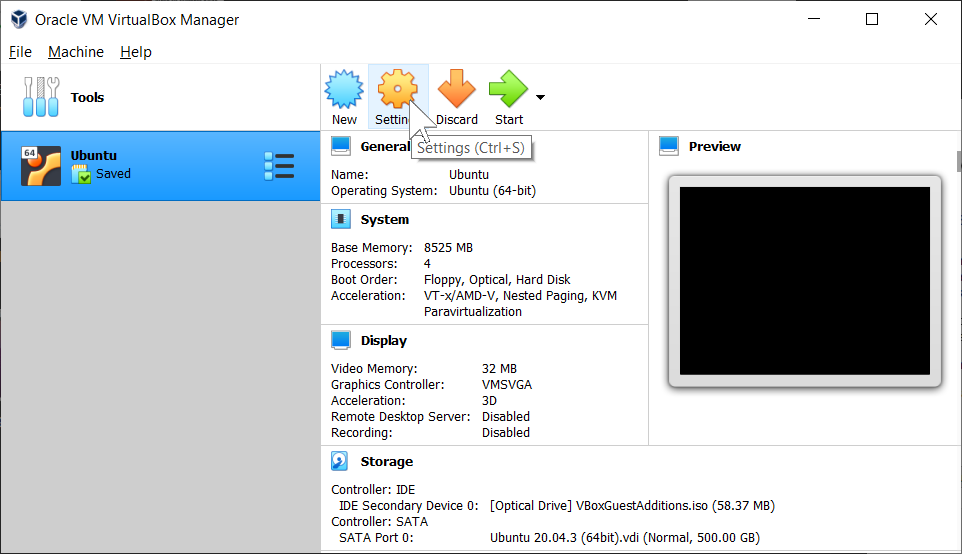 Oracle VM VirtualBox Manager
File Machine Help
Tools
New Discard Start
64
Ubuntu
Saved
Settings (Ctrl+S)
General
Name: Ubuntu
Operating System: Ubuntu (64-bit)
System
Base Memory: 8525 MB
Processors: 4
Boot Order: Floppy, Optical, Hard Disk
Acceleration: VT-x/AMD-V, Nested Paging, KVM
Paravirtualization
Display
Video Memory: 32 MB
Graphics Controller: VMSVGA
Acceleration: 3D
Remote Desktop Server: Disabled
Recording: Disabled
Preview
Storage
Controller: IDE
IDE Secondary Device 0: [Optical Drive] VBoxGuestAdditions.iso (58.37 MB)
Controller: SATA
SATA Port 0: Ubuntu 20.04.3 (64bit).vdi (Normal, 500.00 GB)